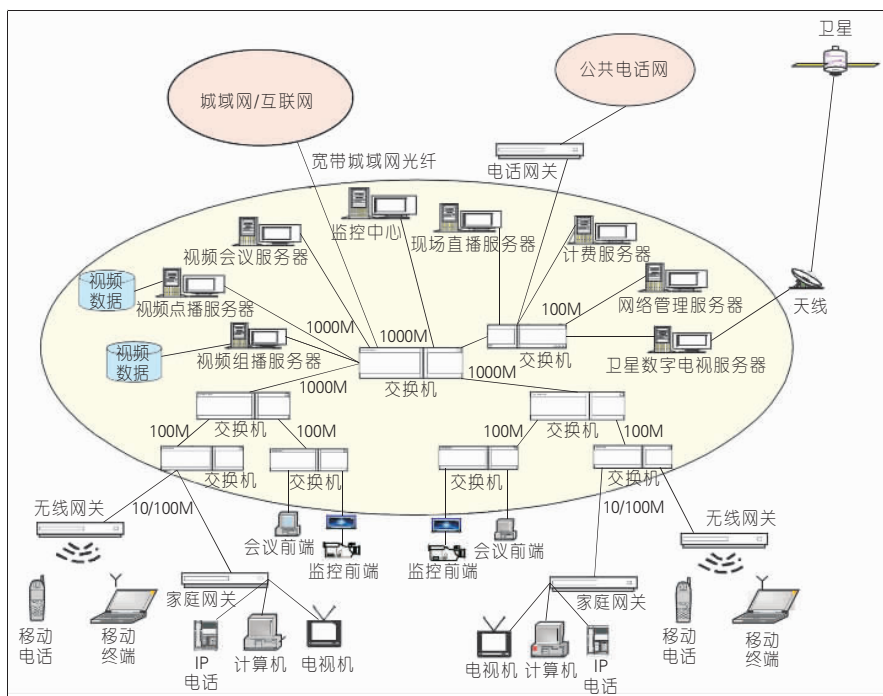 卫星
公共电话网
城域网/互联网
宽带城域网光纤
电话网关
监控中心
现场直播服务器
视频会议服务器
计费服务器
视频
数据
视频点播服务器
网络管理服务器
天线
100M
1000M
1000M
视频
数据
视频组播服务器
交换机
卫星数字电视服务器
1000M
交换机
1000M
交换机
交换机
100M
100M
100M
100M
交换机
交换机
交换机
交换机
10/100M
10/100M
无线网关
无线网关
会议前端
会议前端
监控前端
监控前端
家庭网关
家庭网关
移动
电话
移动
终端
IP
电话
计算机
电视机
电视机
计算机
IP
电话
移动
电话
移动
终端